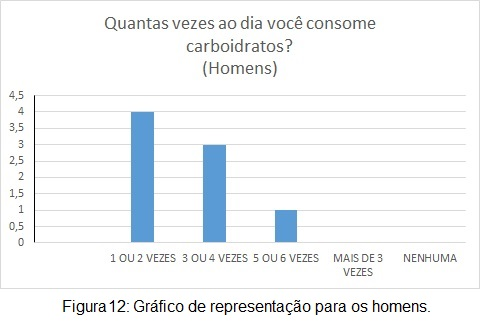 Quantas vezes ao dia você consome
carboidratos?
(Homens)
4,5
4
3,5
3
2,5
2
1,5
1
0,5
0
1 OU 2 VEZES
3 OU 4 VEZES
5 OU 6 VEZES
MAIS DE 3
VEZES
NENHUMA
Figura12: Gráfico de representação para os homens.